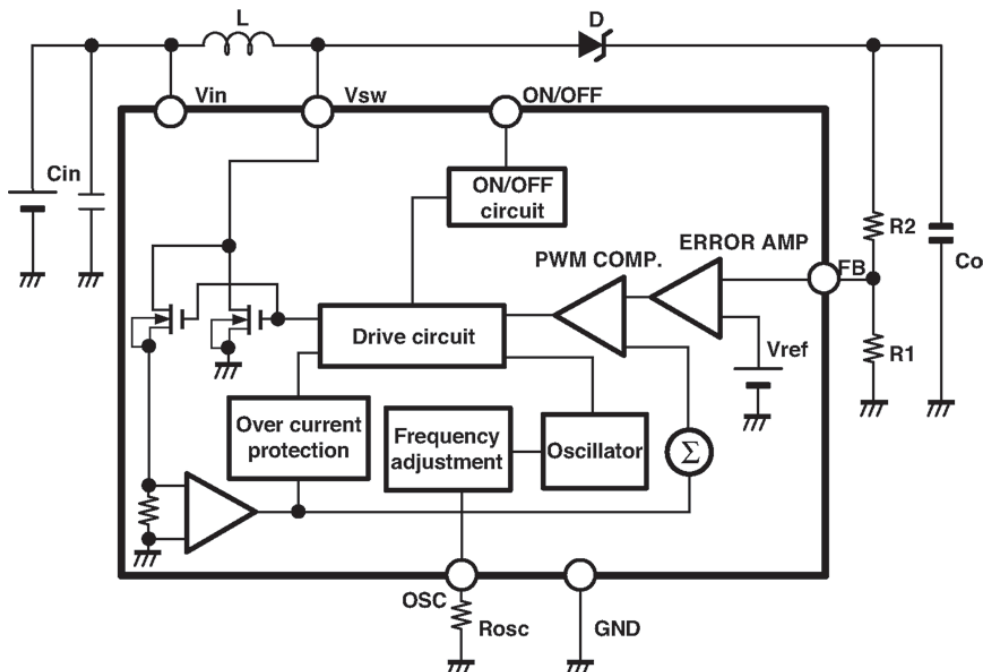 L
D
Vin
Vsw
ON/OFF
Cin
ON/OFF
circuit
ERROR AMP
PWM COMP.
R2
Co
FB
Drive circuit
Vref
R1
Over current
protection
Frequency
adjustment
Oscillator
Σ
OSC
Rosc
GND